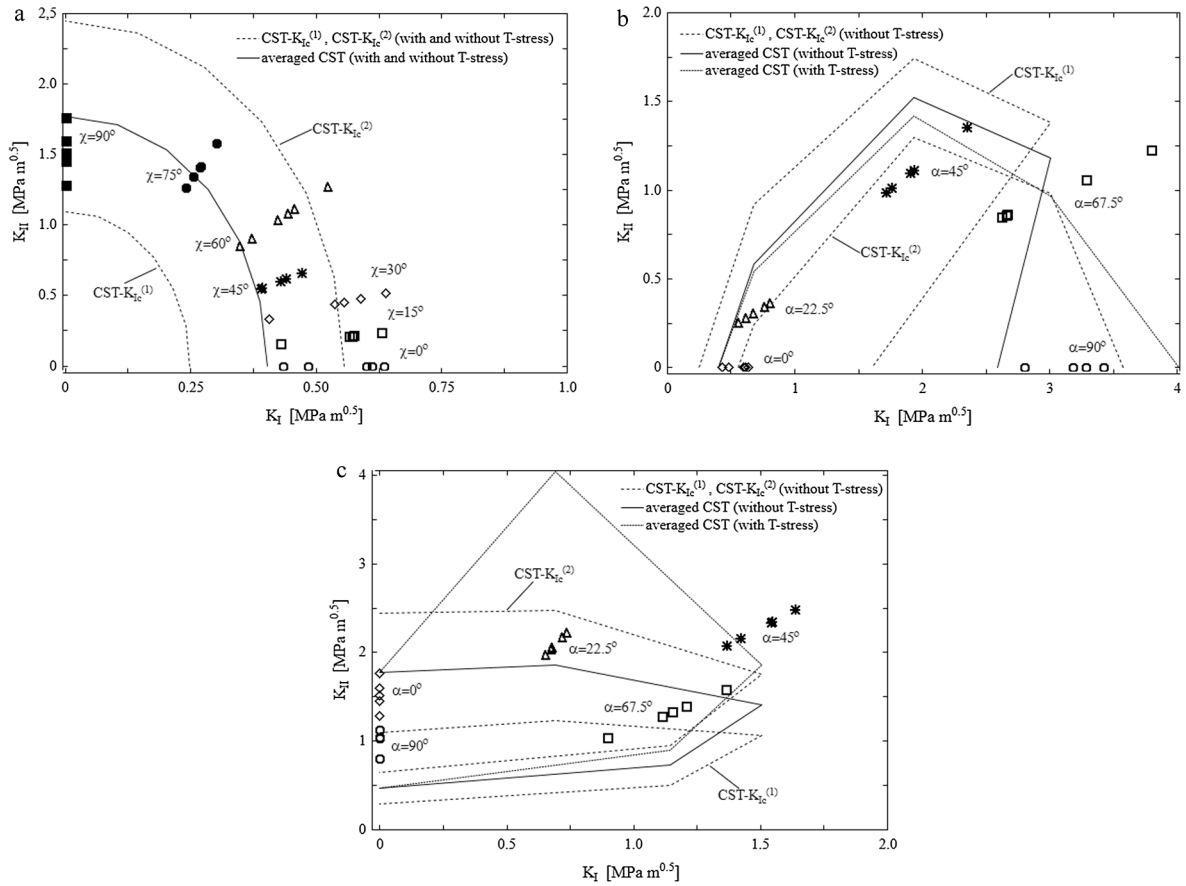 a
2,5
2.0
1.5
1.0
0.5
0
K_II [MPa m^0.5]
CST-K_Ic^(1) , CST-K_Ic^(2) (with and without T-stress)
averaged CST (with and without T-stress)
CST-K_Ic^(2)
χ=90°
χ=75°
χ=60°
χ=45°
χ=30°
CST-K_Ic^(1)
χ=15°
χ=0°
0 0.25 0.50 0.75 1.0
K_I [MPa m^0.5]
b
2.0
1.5
1.0
0.5
0
K_II [MPa m^0.5]
CST-K_Ic^(1) , CST-K_Ic^(2) (without T-stress)
averaged CST (without T-stress)
averaged CST (with T-stress)
CST-K_Ic^(1)
α=45°
α=67.5°
CST-K_Ic^(2)
α=22.5°
α=0°
α=90°
0 1 2 3 4
K_I [MPa m^0.5]
c
4
3
2
1
0
K_II [MPa m^0.5]
CST-K_Ic^(1) , CST-K_Ic^(2) (without T-stress)
averaged CST (without T-stress)
averaged CST (with T-stress)
CST-K_Ic^(2)
α=22.5°
α=45°
α=0°
α=67.5°
α=90°
CST-K_Ic^(1)
0 0.5 1.0 1.5 2.0
K_I [MPa m^0.5]